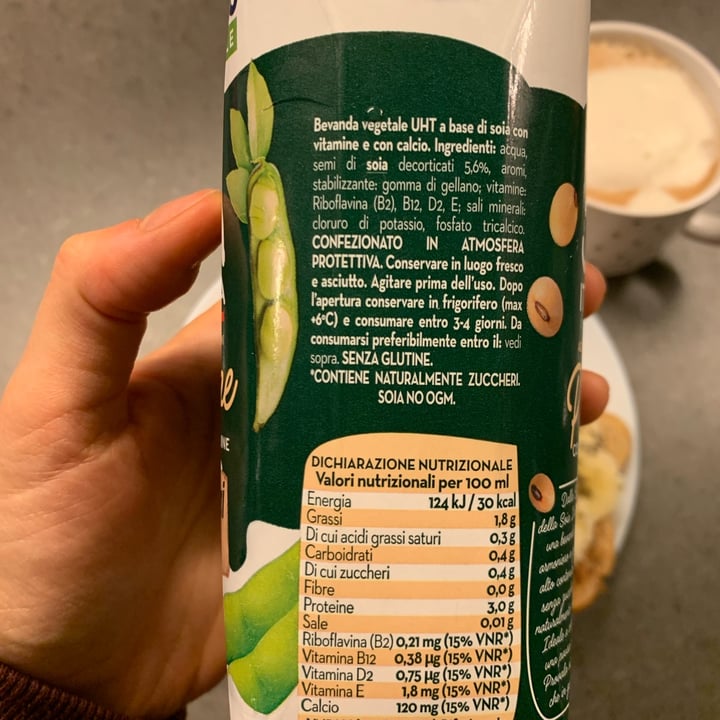 Bevanda vegetale UHT a base di soia con
vitamine e con calcio. Ingredienti: acqua,
semi di soia decorticati 5,6%, aromi,
stabilizzante: gomma di gellano; vitamine:
Riboflavina (B2), B12, D2, E; sali minerali:
cloruro di potassio, fosfato tricalcico.
CONFEZIONATO IN ATMOSFERA
PROTETTIVA. Conservare in luogo fresco
e asciutto. Agitare prima dell'uso. Dopo
l'apertura conservare in frigorifero (max
+6°C) e consumare entro 3-4 giorni. Da
consumarsi preferibilmente entro il: vedi
sopra. SENZA GLUTINE.
*CONTIENE NATURALMENTE ZUCCHERI.
SOIA NO OGM.
DICHIARAZIONE NUTRIZIONALE
Valori nutrizionali per 100 ml
Energia 124 kJ / 30 kcal
Grassi 1,8 g
Di cui acidi grassi saturi 0,3 g
Carboidrati 0,4 g
Di cui zuccheri 0,4 g
Fibre 0,0 g
Proteine 3,0 g
Sale 0,01 g
Riboflavina (B2) 0,21 mg (15% VNR*)
Vitamina B12 0,38 µg (15% VNR*)
Vitamina D2 0,75 µg (15% VNR*)
Vitamina E 1,8 mg (15% VNR*)
Calcio 120 mg (15% VNR*)
della Soia
una
alto
senza
Ideale
una